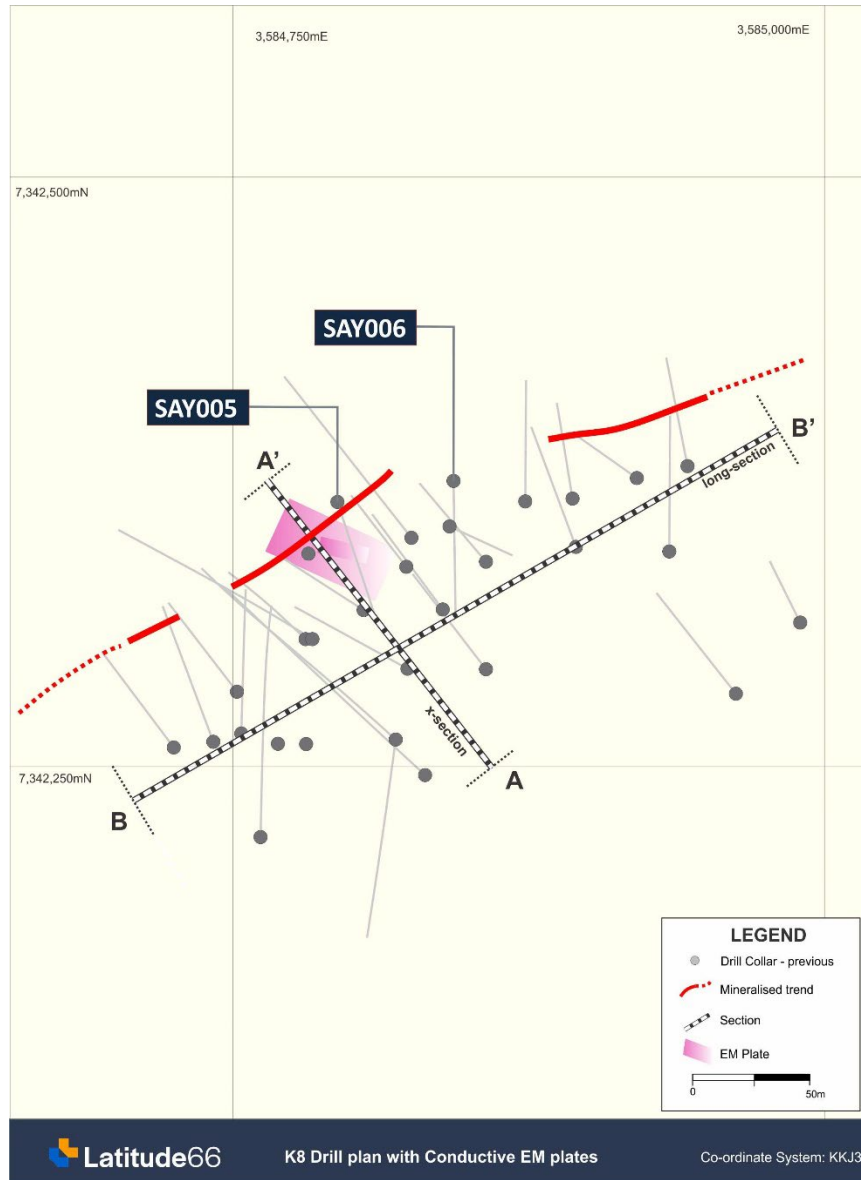 3,584,750mE
3,585,000mE
7,342,500mN
SAY006
SAY005
A’
B’
long-section
x-section
7,342,250mN
A
B
LEGEND
Drill Collar - previous
Mineralised trend
Section
EM Plate
0
50m
Latitude66
K8 Drill plan with Conductive EM plates
Co-ordinate System: KKJ3